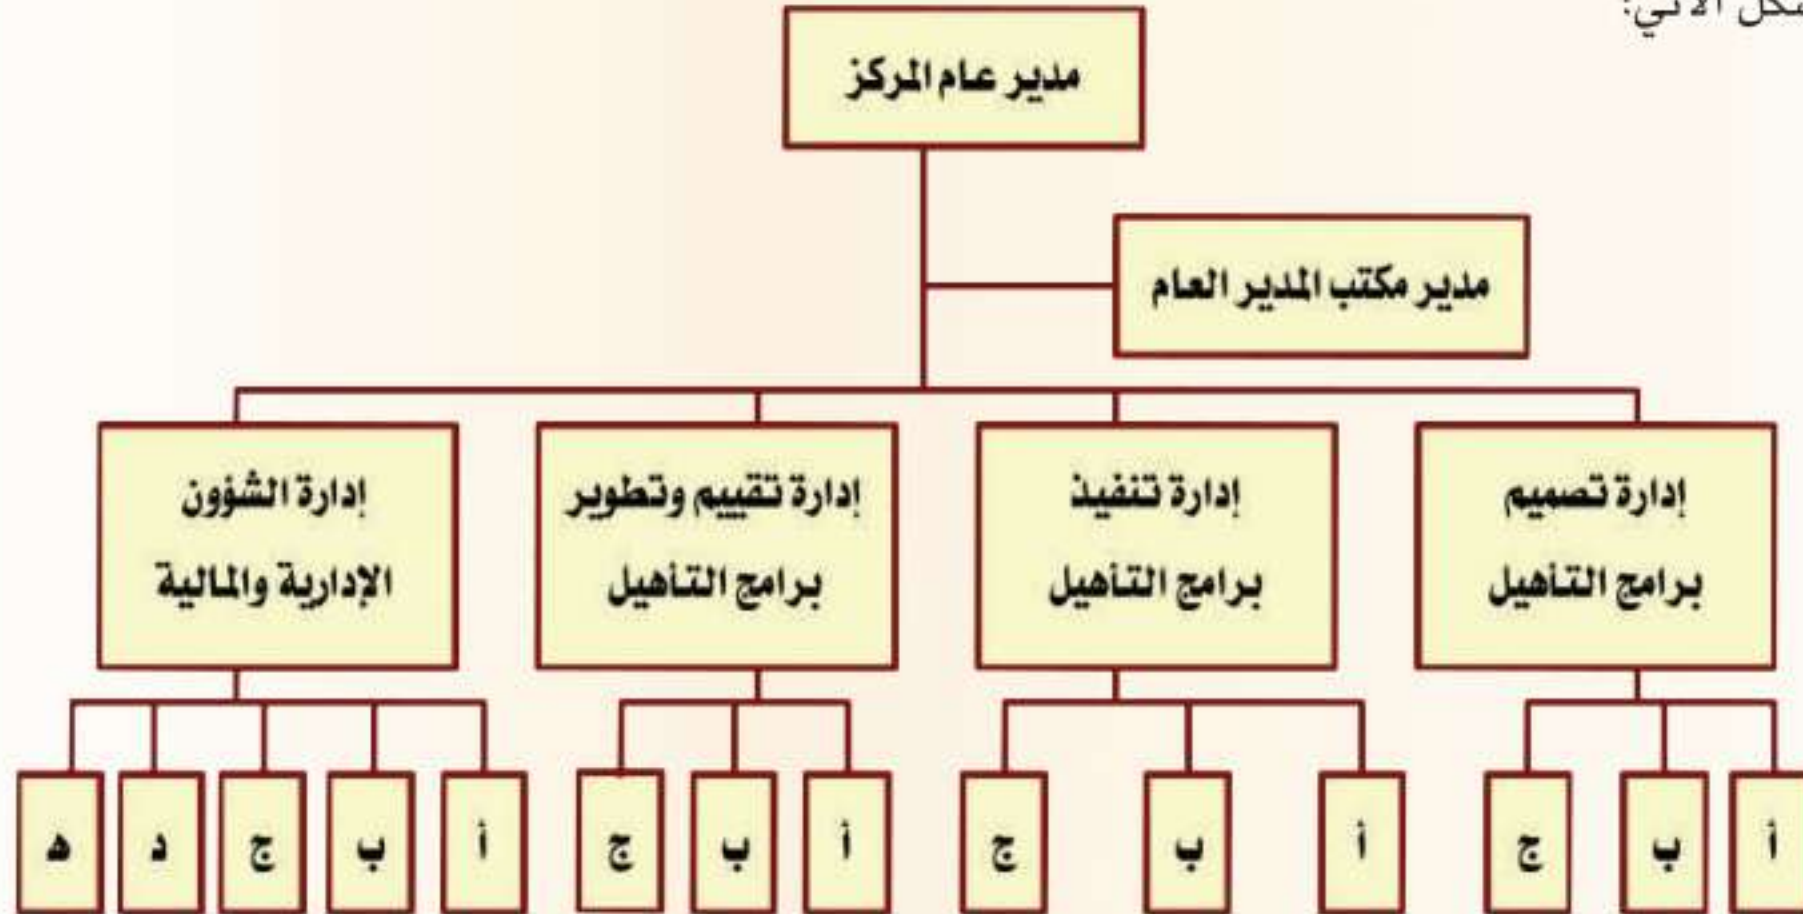 الآتي:
مدير عام المركز
مدير مكتب المدير العام
إدارة تصميم
برامج التأهيل
إدارة تنفيذ
برامج التأهيل
إدارة تقييم وتطوير
برامج التأهيل
إدارة الشؤون
الإدارية والمالية
أ
ب
ج
أ
ب
ج
أ
ب
ج
أ
ب
ج
د
ه